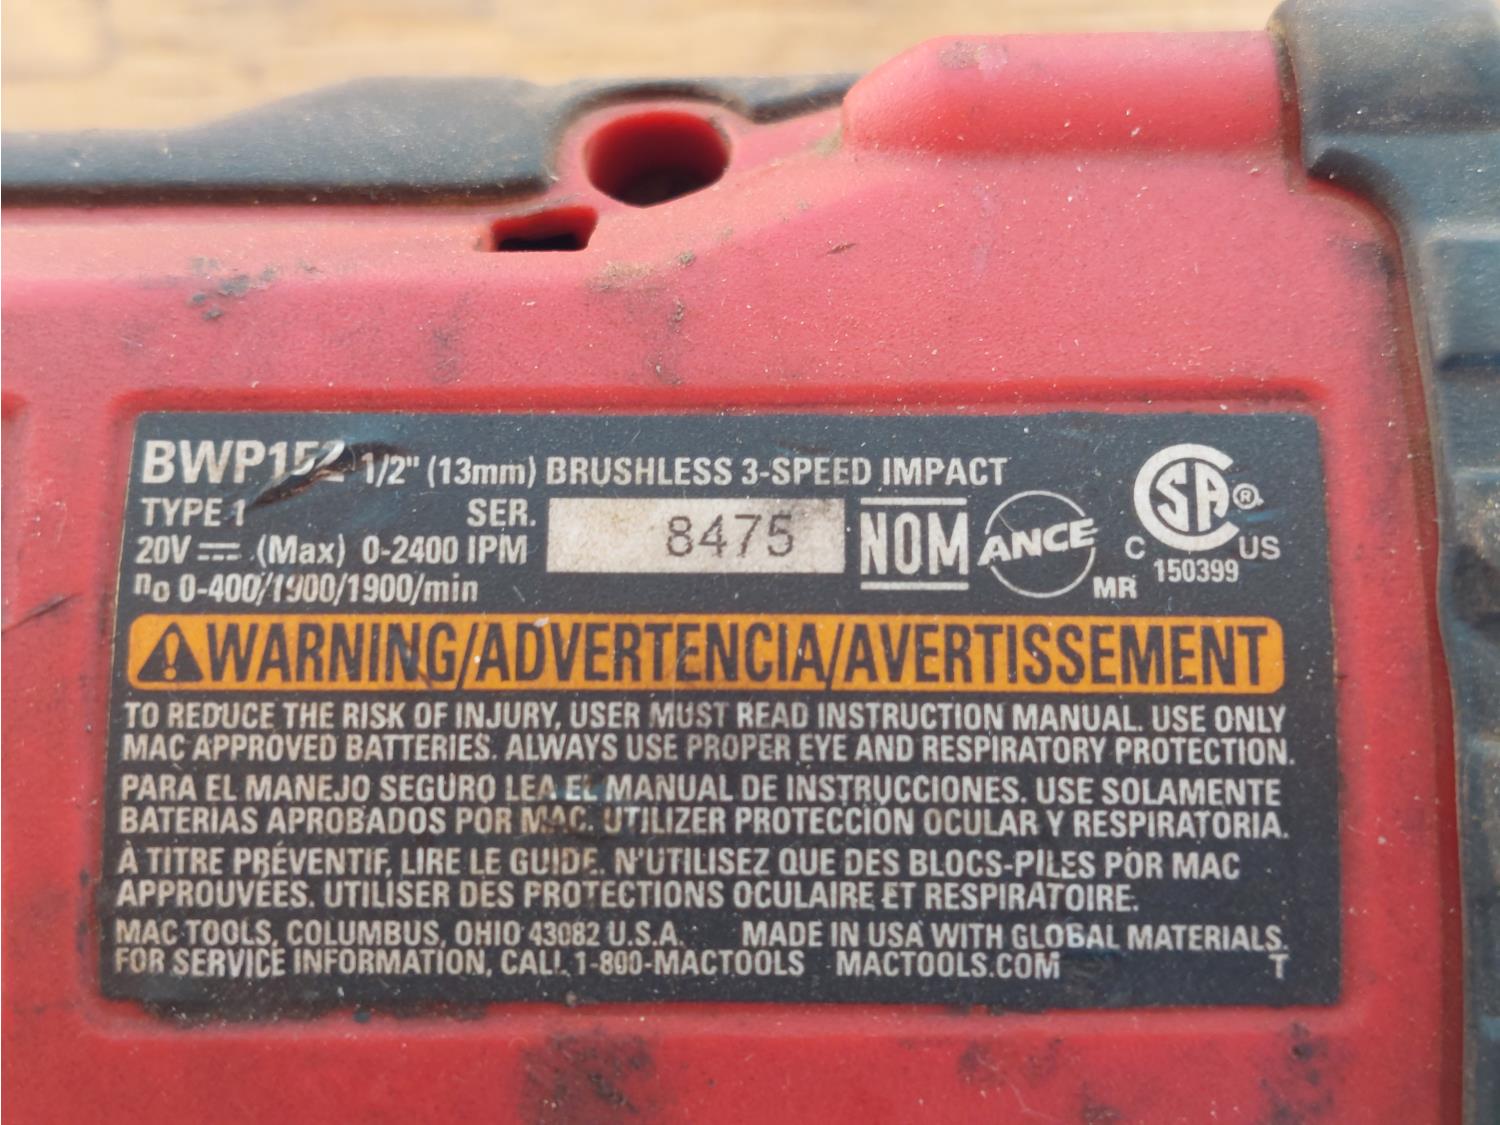 BWP152 1/2" (13mm) BRUSHLESS 3-SPEED IMPACT
TYPE 1 SER. 8475
20V ⎓ (Max) 0-2400 IPM
no 0-400/1900/1900/min
NOM
ANCE
MR
CSA ®
C US
150399
WARNING/ADVERTENCIA/AVERTISSEMENT
TO REDUCE THE RISK OF INJURY, USER MUST READ INSTRUCTION MANUAL. USE ONLY
MAC APPROVED BATTERIES. ALWAYS USE PROPER EYE AND RESPIRATORY PROTECTION.
PARA EL MANEJO SEGURO LEA EL MANUAL DE INSTRUCCIONES. USE SOLAMENTE
BATERIAS APROBADOS POR MAC. UTILIZER PROTECCIÓN OCULAR Y RESPIRATORIA.
À TITRE PRÉVENTIF, LIRE LE GUIDE. N'UTILISEZ QUE DES BLOCS-PILES POR MAC
APPROUVÉES. UTILISER DES PROTECTIONS OCULAIRE ET RESPIRATOIRE.
MAC TOOLS, COLUMBUS, OHIO 43082 U.S.A. MADE IN USA WITH GLOBAL MATERIALS.
FOR SERVICE INFORMATION, CALL 1-800-MACTOOLS MACTOOLS.COM T